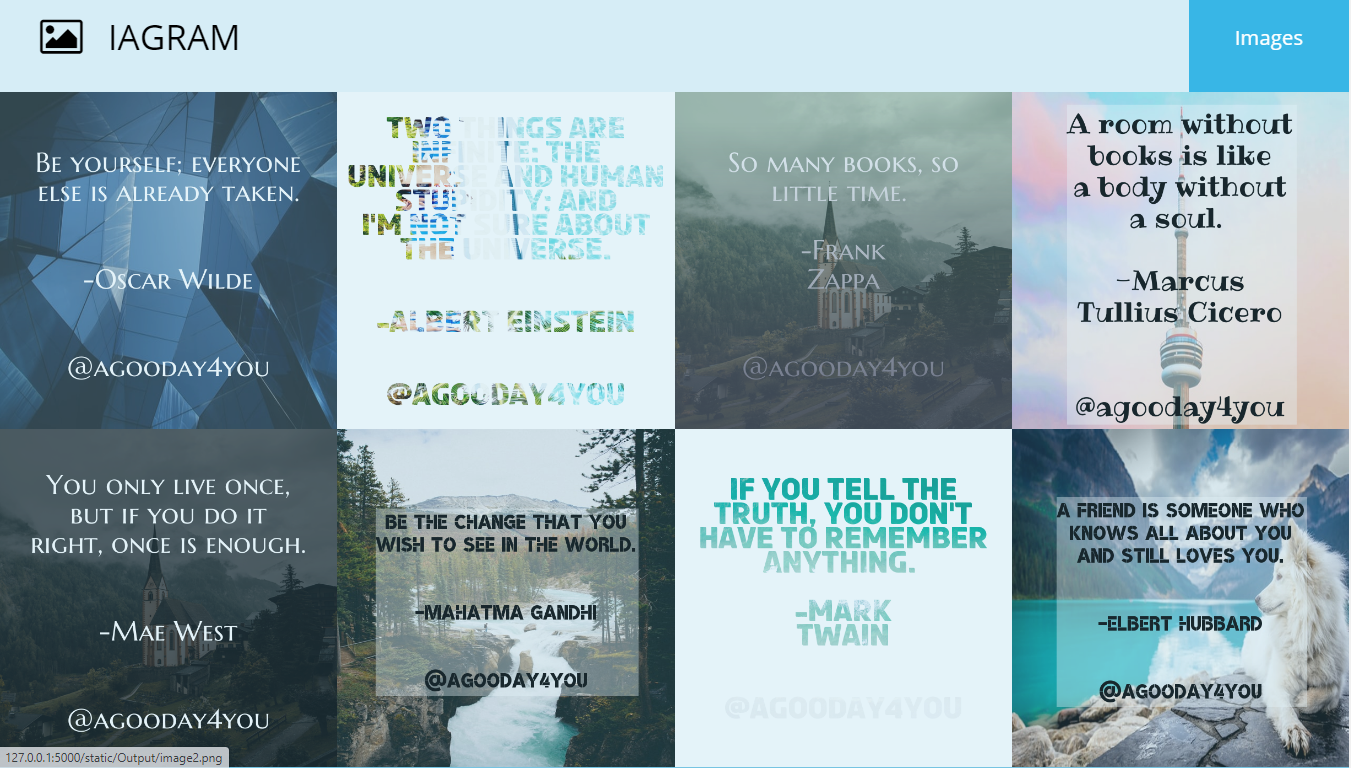 IAGRAM
Images
Be yourself; everyone
else is already taken.
-Oscar Wilde
@agooday4you
TWO THINGS ARE
INFINITE: THE
UNIVERSE AND HUMAN
STUPIDITY; AND
I'M NOT SURE ABOUT
THE UNIVERSE.
-ALBERT EINSTEIN
@AGOODAY4YOU
So many books, so
little time.
-Frank
Zappa
@agooday4you
A room without
books is like
a body without
a soul.
-Marcus
Tullius Cicero
@agooday4you
You only live once,
but if you do it
right, once is enough.
-Mae West
@agooday4you
BE THE CHANGE THAT YOU
WISH TO SEE IN THE WORLD.
-MAHATMA GANDHI
@AGOODAY4YOU
IF YOU TELL THE
TRUTH, YOU DON'T
HAVE TO REMEMBER
ANYTHING.
-MARK
TWAIN
@AGOODAY4YOU
A FRIEND IS SOMEONE WHO
KNOWS ALL ABOUT YOU
AND STILL LOVES YOU.
-ELBERT HUBBARD
@AGOODAY4YOU
127.0.0.1:5000/static/Output/image2.png